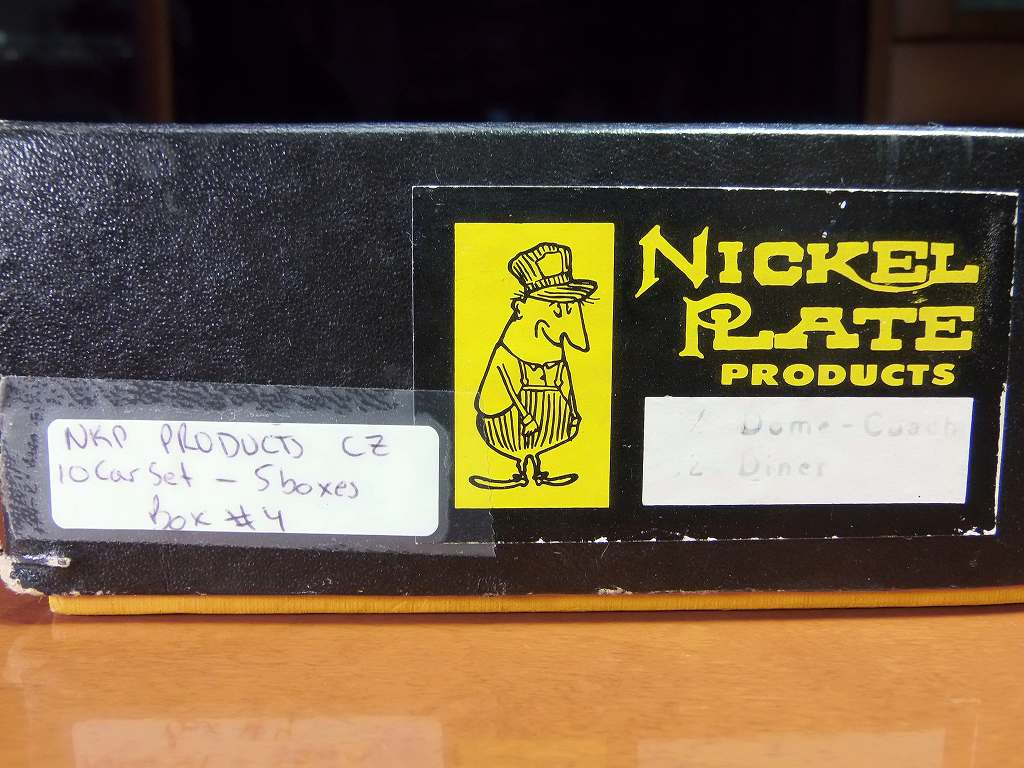 NICKEL
PLATE
PRODUCTS
Dome-Coach
Diner
NKP PRODUCTS CZ
10 Car Set - 5 boxes
Box #4